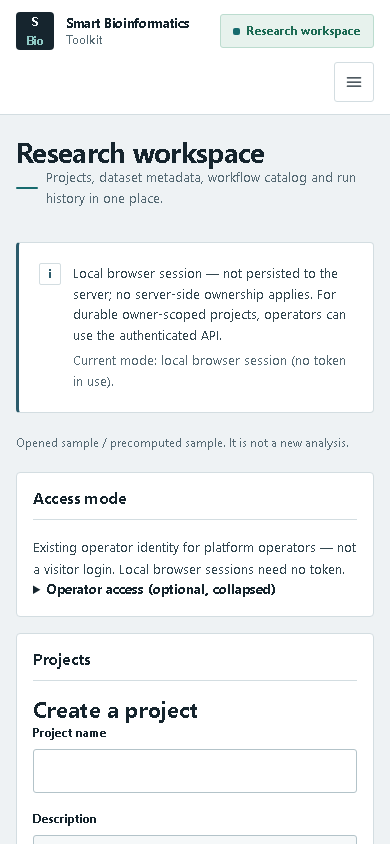 S
Bio
Smart Bioinformatics
Toolkit
Research workspace
Research workspace
Projects, dataset metadata, workflow catalog and run
history in one place.
i
Local browser session — not persisted to the
server; no server-side ownership applies. For
durable owner-scoped projects, operators can
use the authenticated API.
Current mode: local browser session (no token
in use).
Opened sample / precomputed sample. It is not a new analysis.
Access mode
Existing operator identity for platform operators — not
a visitor login. Local browser sessions need no token.
Operator access (optional, collapsed)
Projects
Create a project
Project name
Description